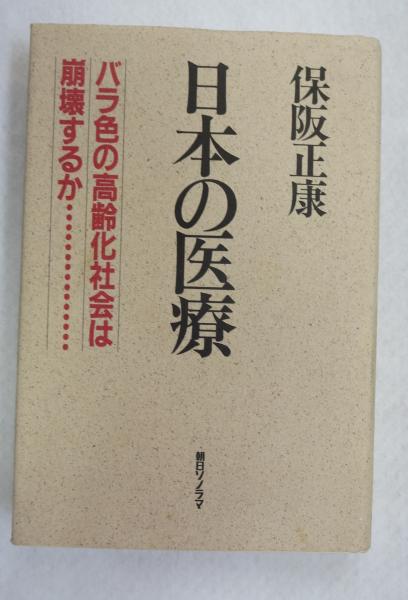 保阪正康
日本の医療
バラ色の高齢化社会は
崩壊するか……………
朝日ソノラマ